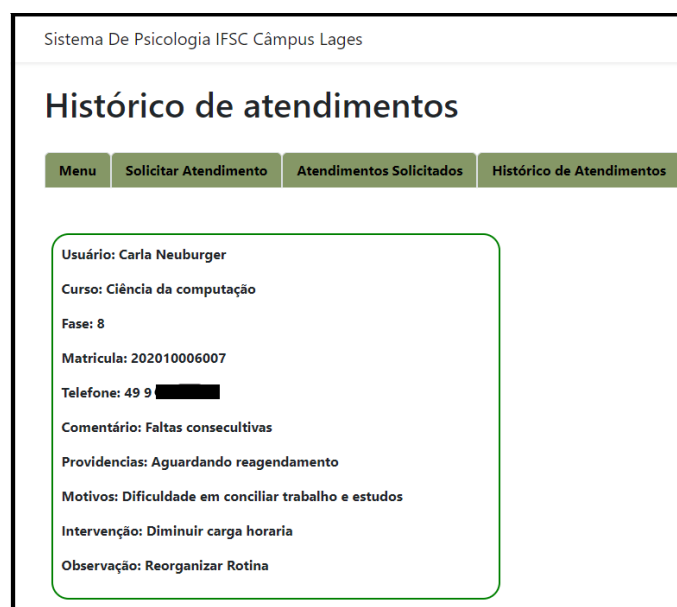 Sistema De Psicologia IFSC Câmpus Lages
Histórico de atendimentos
Menu Solicitar Atendimento Atendimentos Solicitados Histórico de Atendimentos
Usuário: Carla Neuburger
Curso: Ciência da computação
Fase: 8
Matricula: 202010006007
Telefone: 49 9
Comentário: Faltas consecultivas
Providencias: Aguardando reagendamento
Motivos: Dificuldade em conciliar trabalho e estudos
Intervenção: Diminuir carga horaria
Observação: Reorganizar Rotina